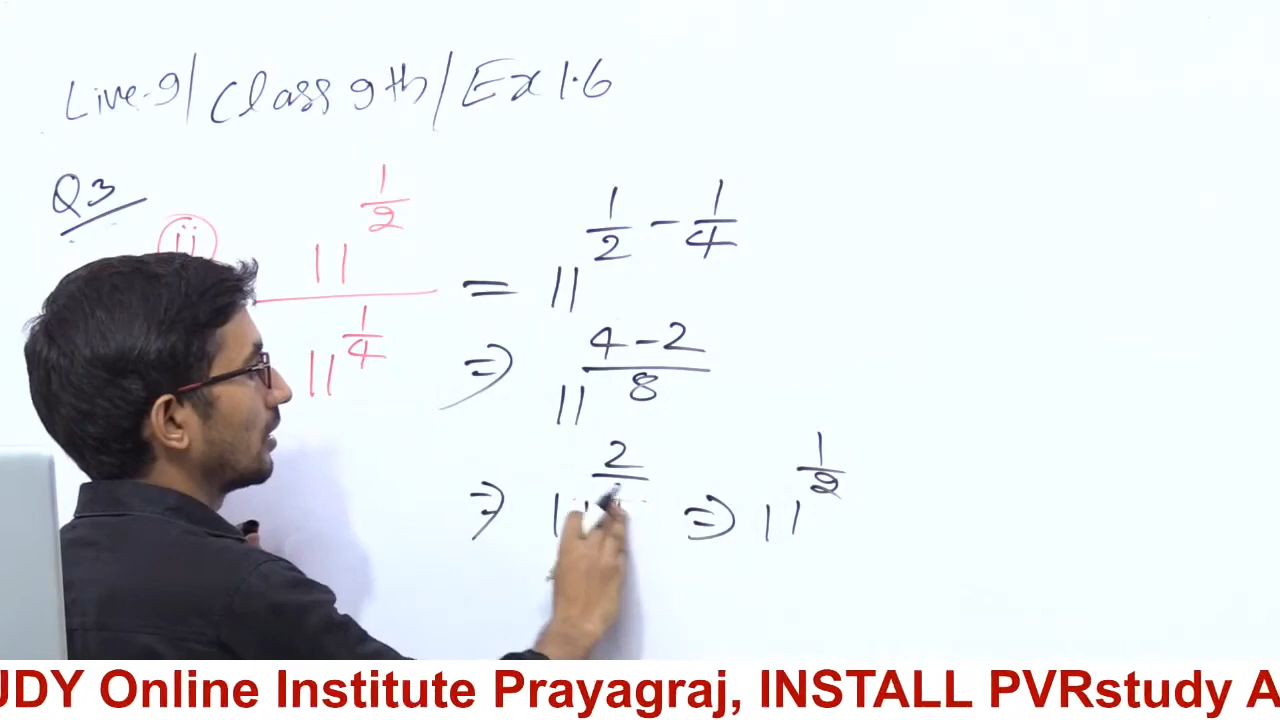 Live-9/ Class 9th/ Ex 1.6
Q3
(ii) 11^(1/2) / 11^(1/4) = 11^(1/2 - 1/4)
⇒ 11^((4-2)/8)
⇒ 11^(2/ ⇒ 11^(1/2)
UDY Online Institute Prayagraj, INSTALL PVRstudy A